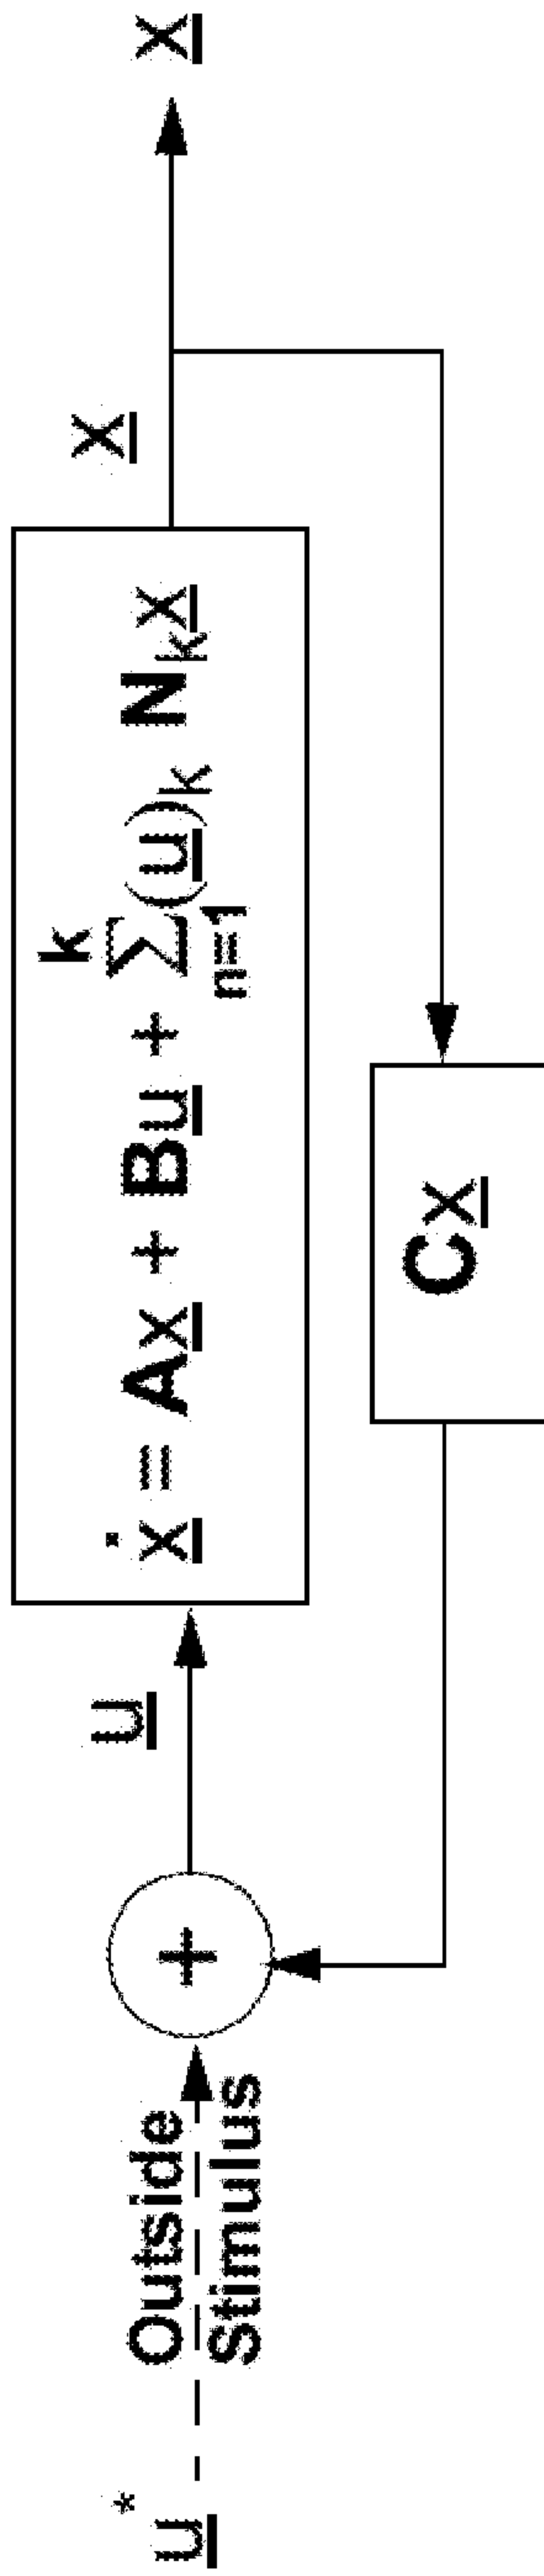 u*
Outside
Stimulus
+
u
ẋ = Ax + Bu + ∑(u)ₖ Nₖx
k
n=1
x
x
Cx